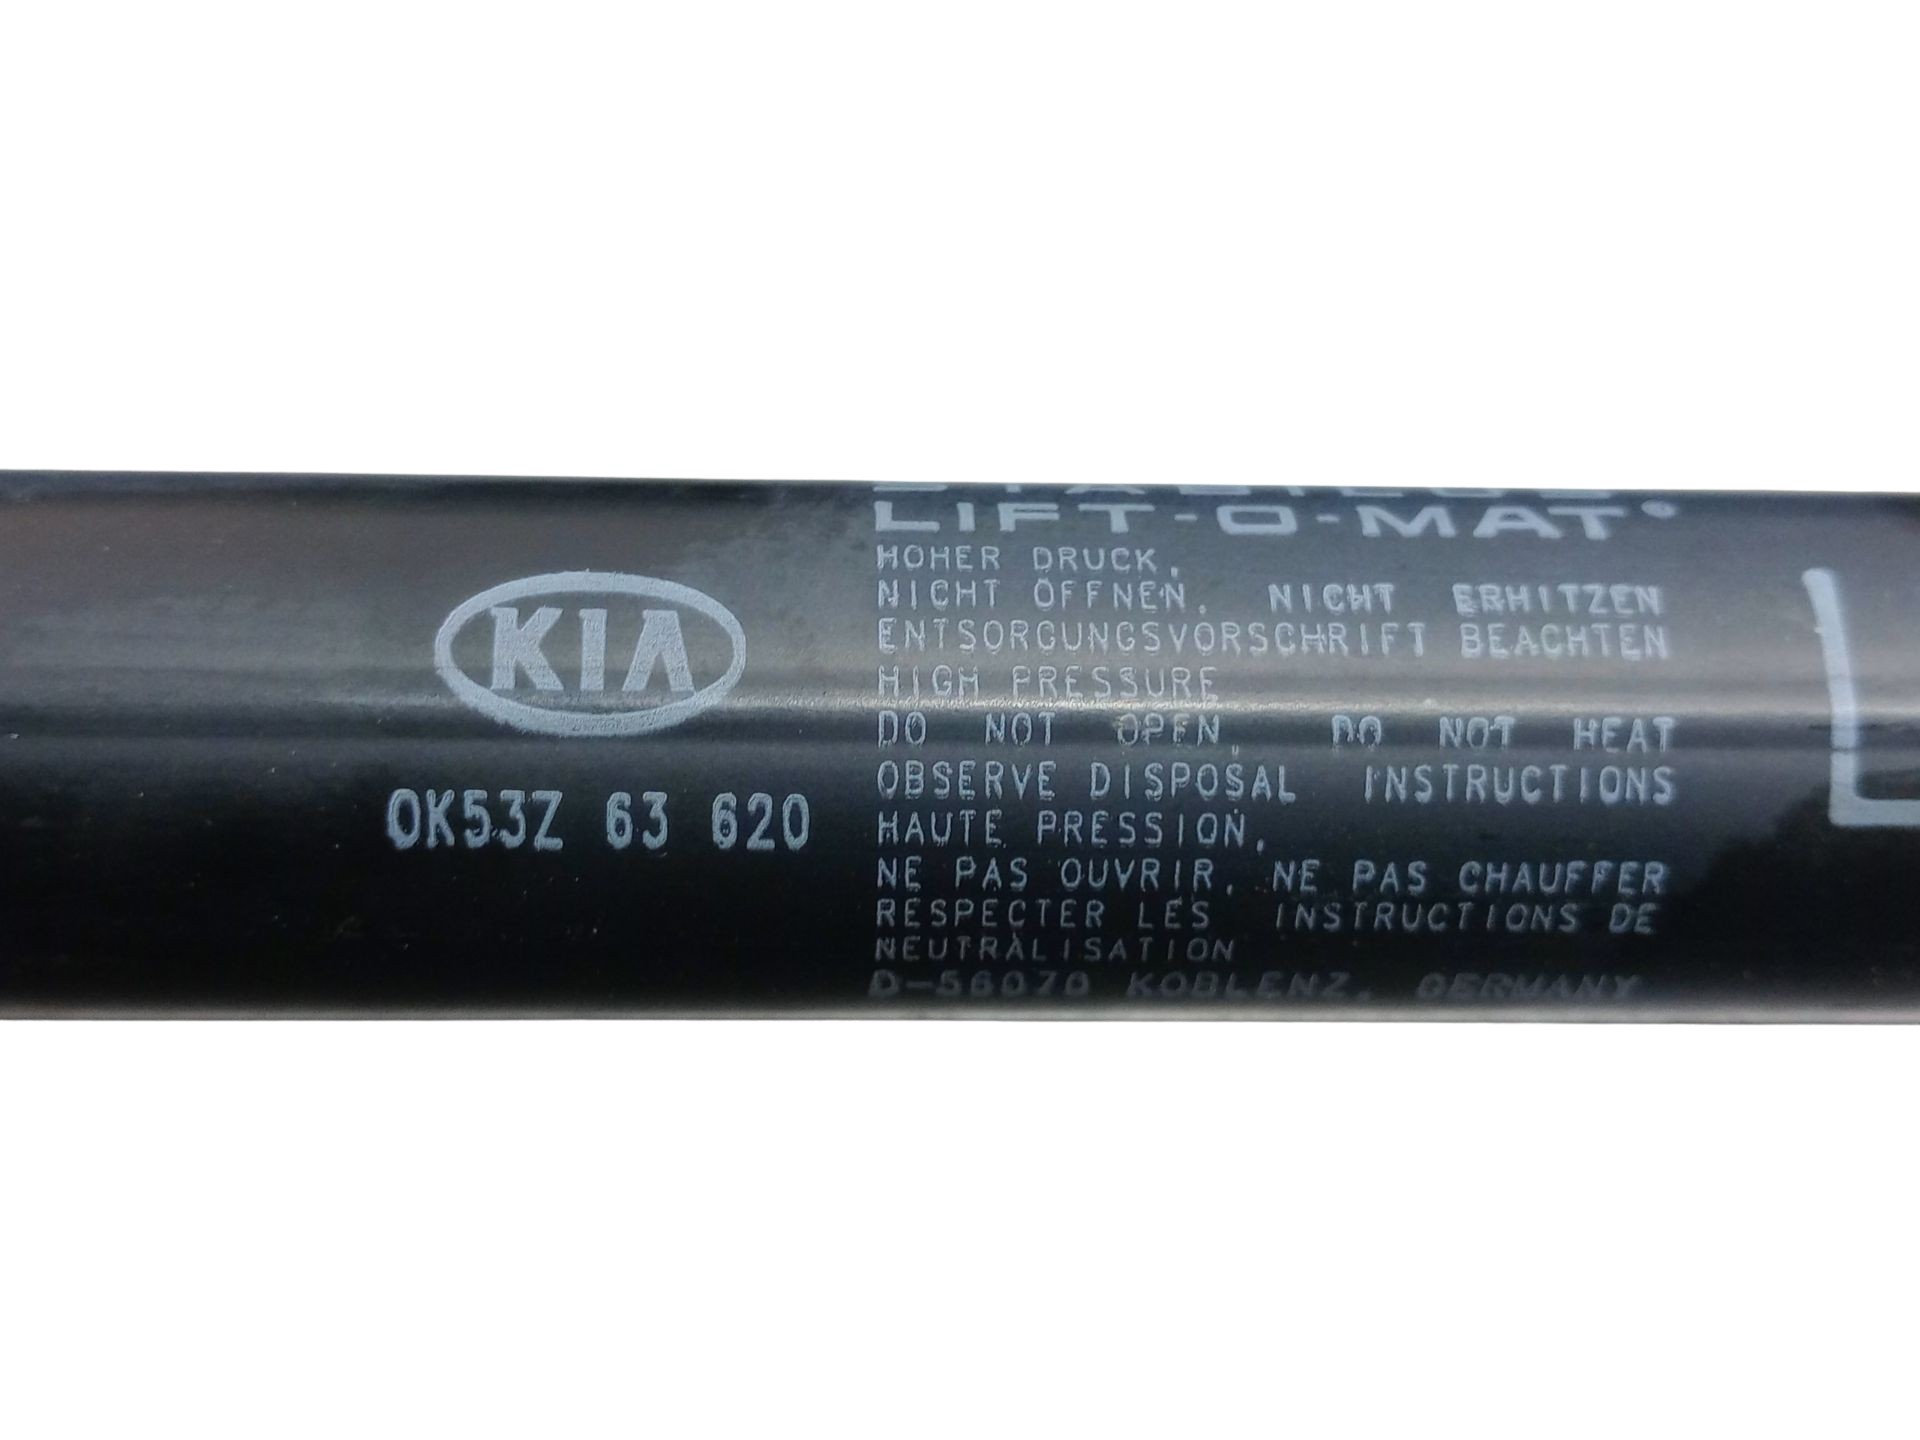 STABILUS
LIFT-O-MAT®
HOHER DRUCK.
NICHT ÖFFNEN. NICHT ERHITZEN
ENTSORGUNGSVORSCHRIFT BEACHTEN
HIGH PRESSURE
DO NOT OPEN. DO NOT HEAT
OBSERVE DISPOSAL INSTRUCTIONS
HAUTE PRESSION.
NE PAS OUVRIR. NE PAS CHAUFFER
RESPECTER LES INSTRUCTIONS DE
NEUTRALISATION
D-56070 KOBLENZ, GERMANY
KIA
0K53Z 63 620
L